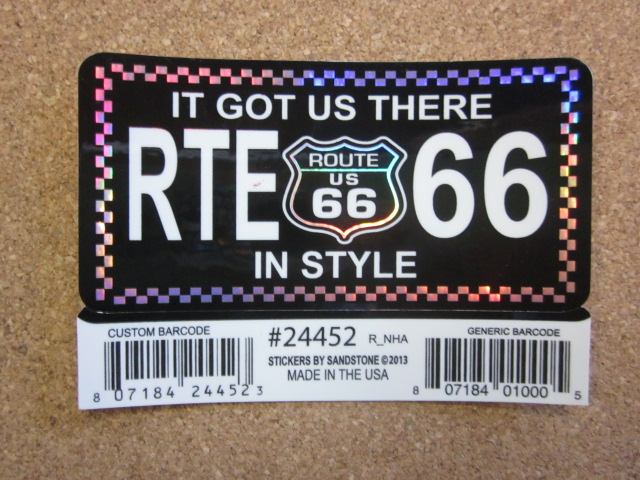 IT GOT US THERE
RTE 66
ROUTE
US
66
IN STYLE
CUSTOM BARCODE
#24452 R_NHA
GENERIC BARCODE
STICKERS BY SANDSTONE ©2013
MADE IN THE USA
8 07184 24452 3
8 07184 01000 5